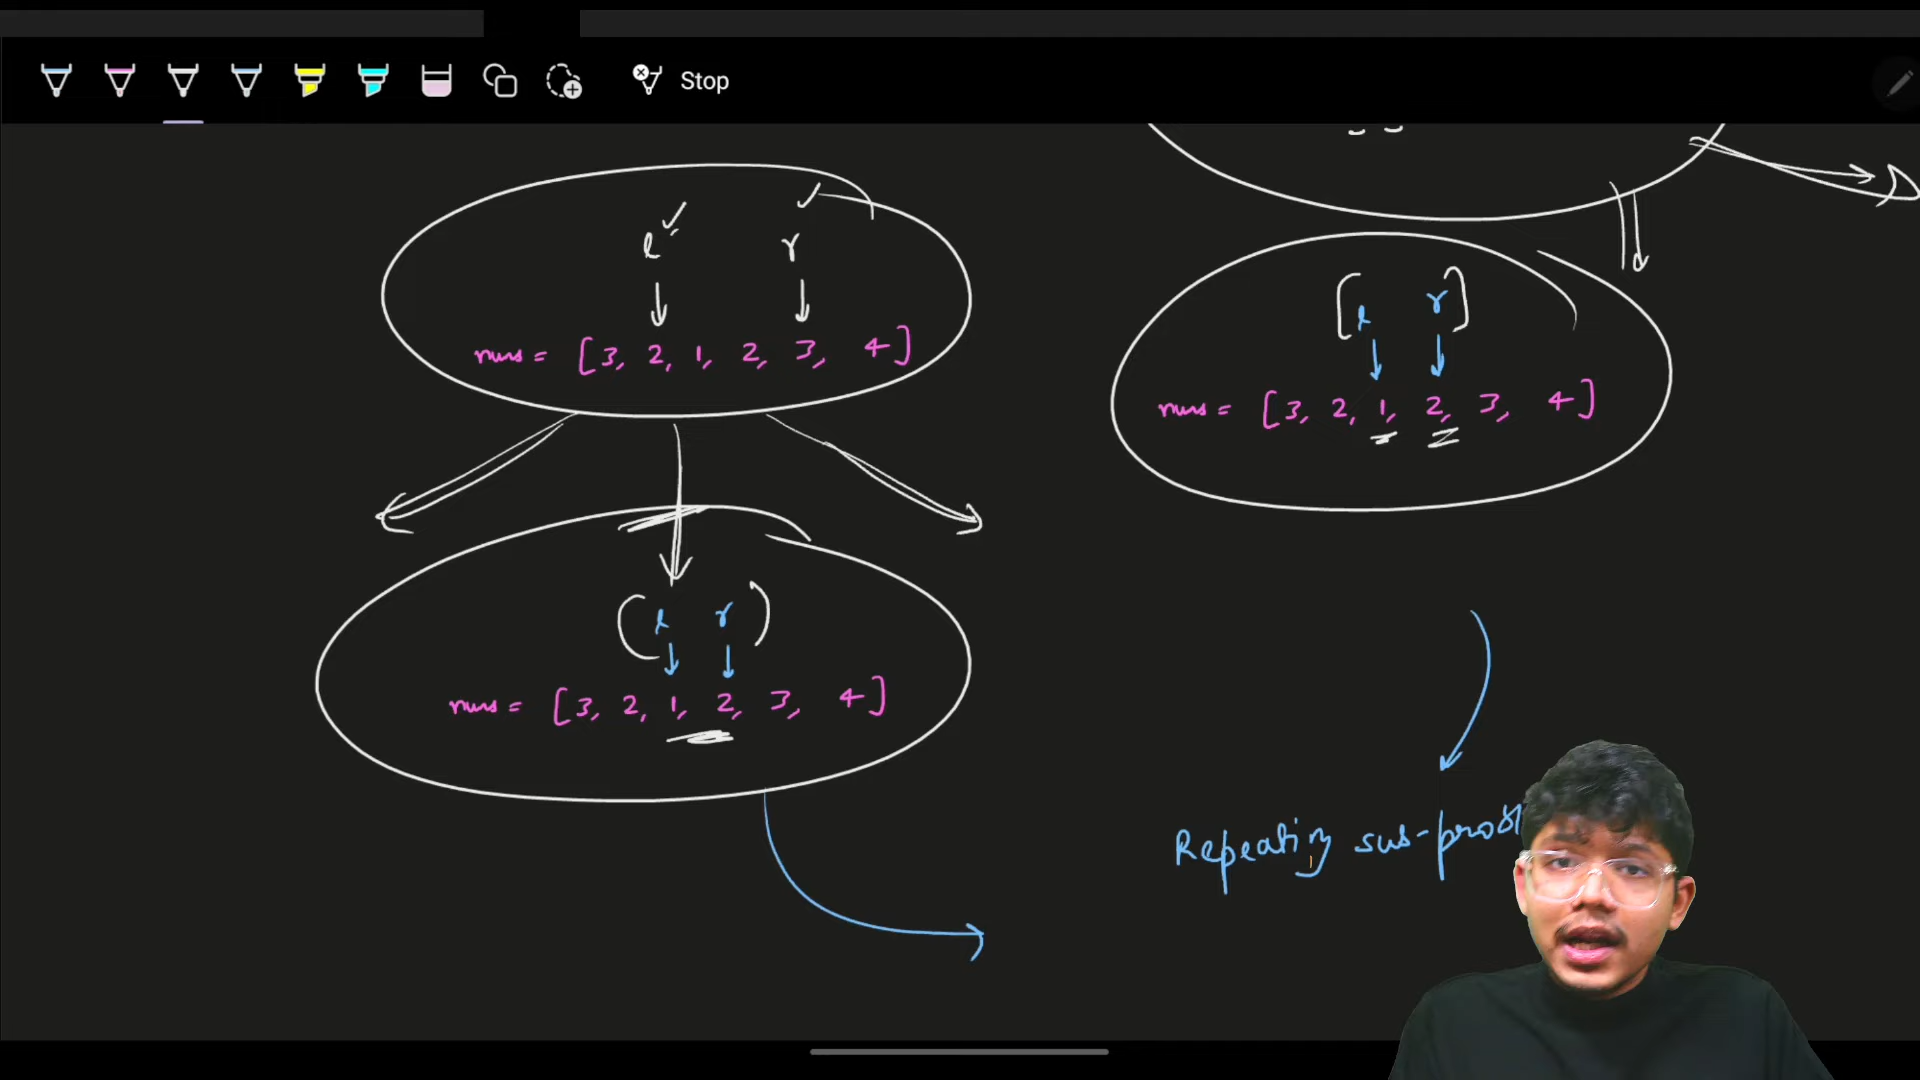 Stop
l r
nums = [3, 2, 1, 2, 3, 4]
[l r]
nums = [3, 2, 1, 2, 3, 4]
(l r)
nums = [3, 2, 1, 2, 3, 4]
Repeating sub-prob